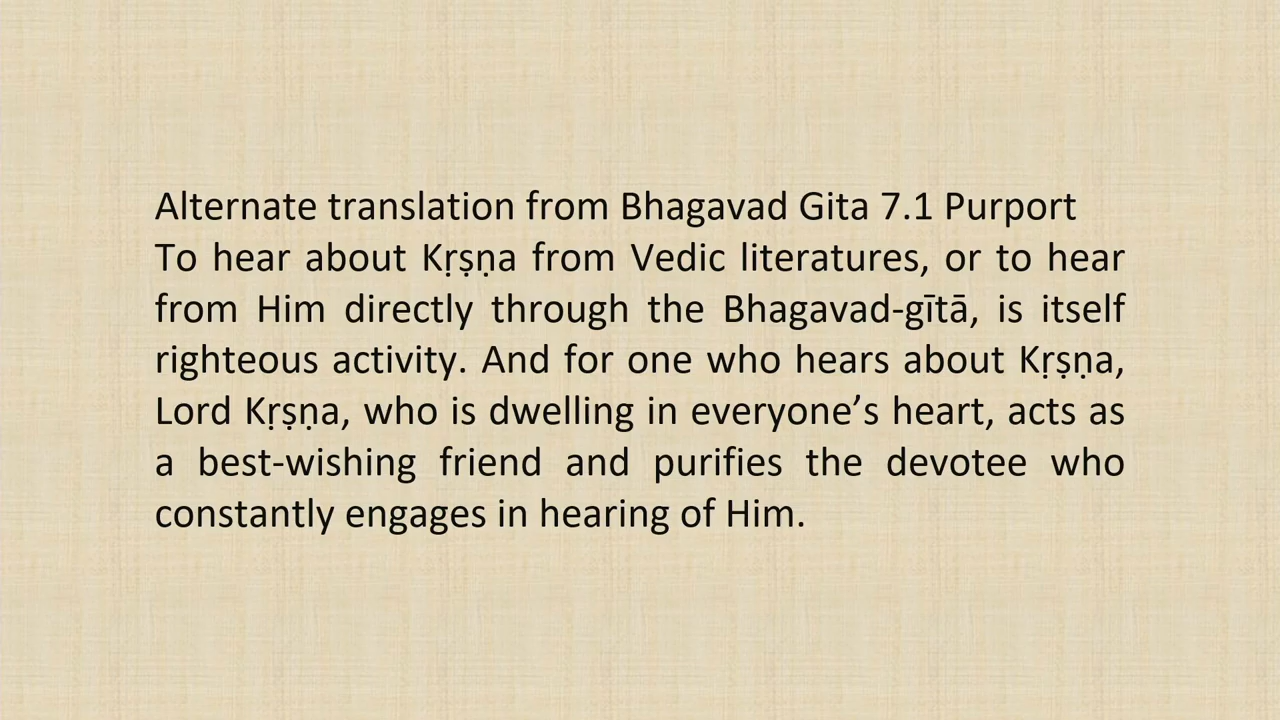 Alternate translation from Bhagavad Gita 7.1 Purport
To hear about Kṛṣṇa from Vedic literatures, or to hear
from Him directly through the Bhagavad-gītā, is itself
righteous activity. And for one who hears about Kṛṣṇa,
Lord Kṛṣṇa, who is dwelling in everyone’s heart, acts as
a best-wishing friend and purifies the devotee who
constantly engages in hearing of Him.